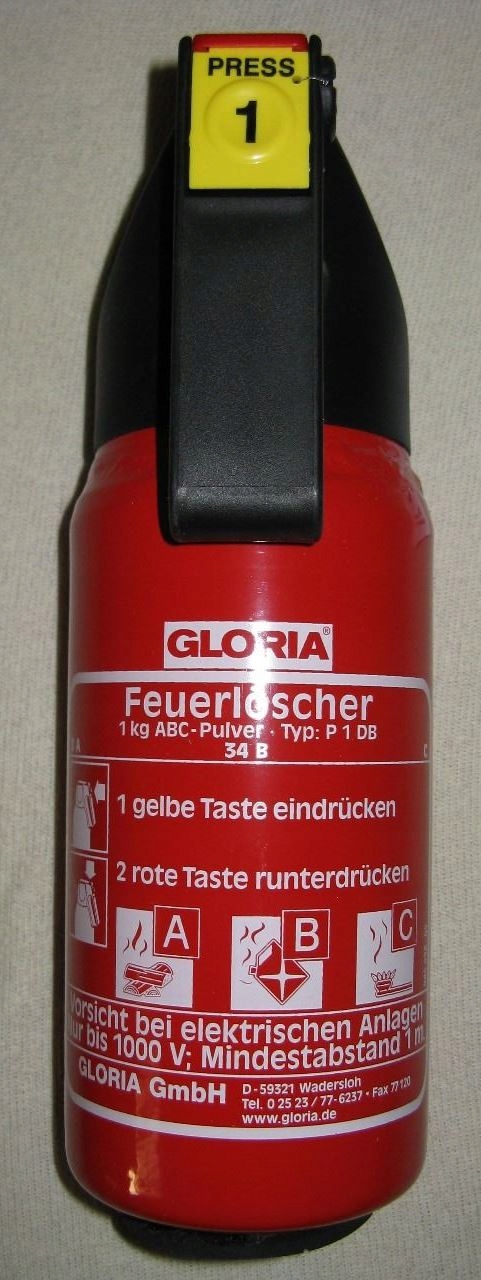 PRESS
1
GLORIA®
Feuerlöscher
1 kg ABC-Pulver · Typ: P 1 DB
A 34 B C
1 gelbe Taste eindrücken
2 rote Taste runterdrücken
A B C
Vorsicht bei elektrischen Anlagen
nur bis 1000 V; Mindestabstand 1 m
GLORIA GmbH
D-59321 Wadersloh
Tel. 0 25 23 / 77-6237 · Fax 77120
www.gloria.de